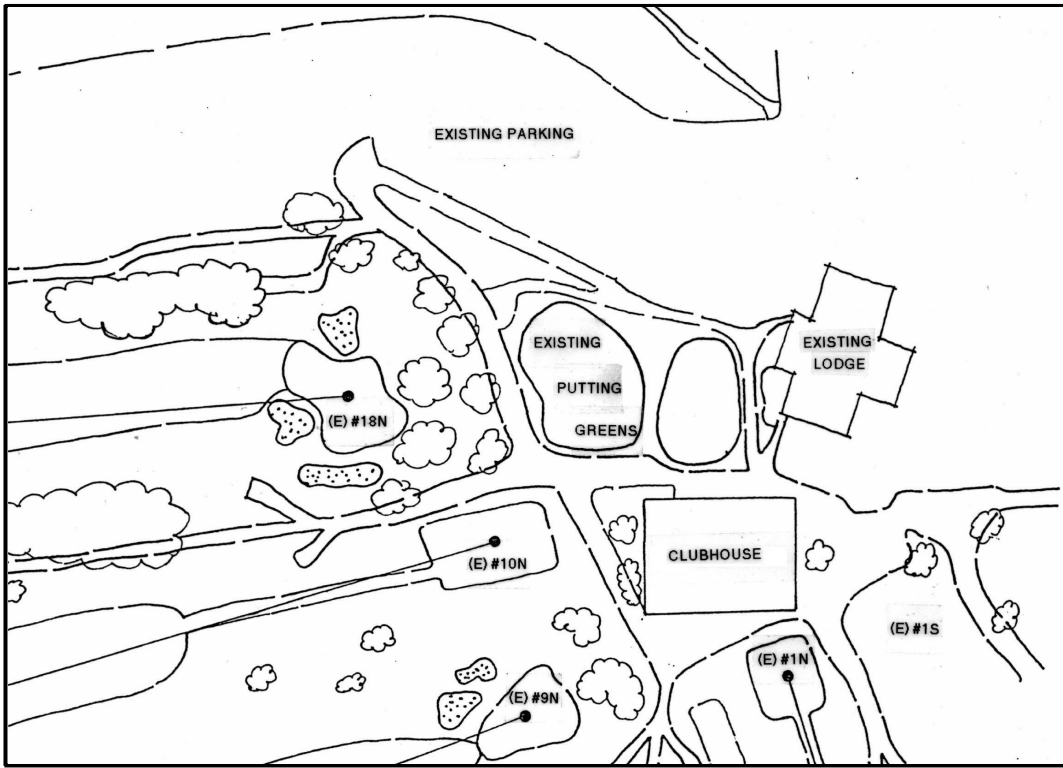 EXISTING PARKING
EXISTING
LODGE
EXISTING
PUTTING
GREENS
(E) #18N
CLUBHOUSE
(E) #10N
(E) #1S
(E) #1N
(E) #9N